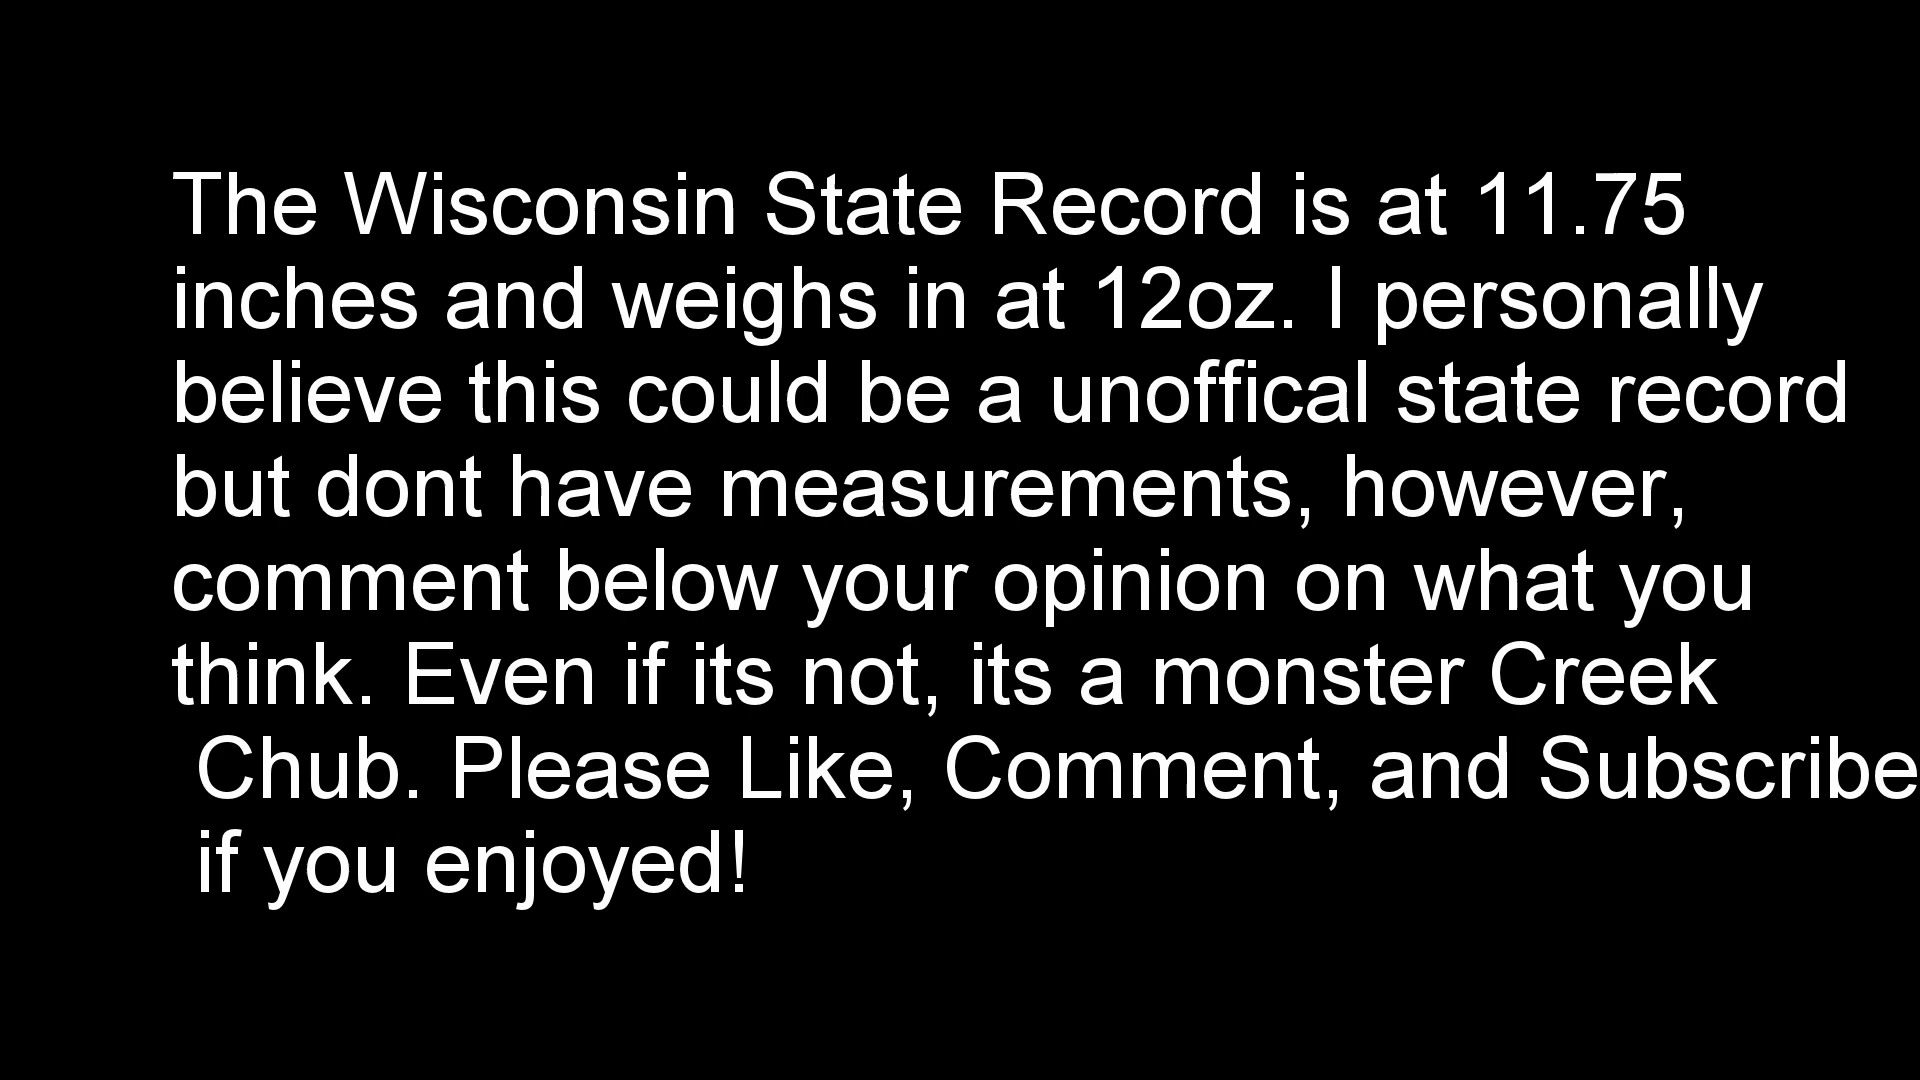 The Wisconsin State Record is at 11.75
inches and weighs in at 12oz. I personally
believe this could be a unoffical state record
but dont have measurements, however,
comment below your opinion on what you
think. Even if its not, its a monster Creek
Chub. Please Like, Comment, and Subscribe
if you enjoyed!